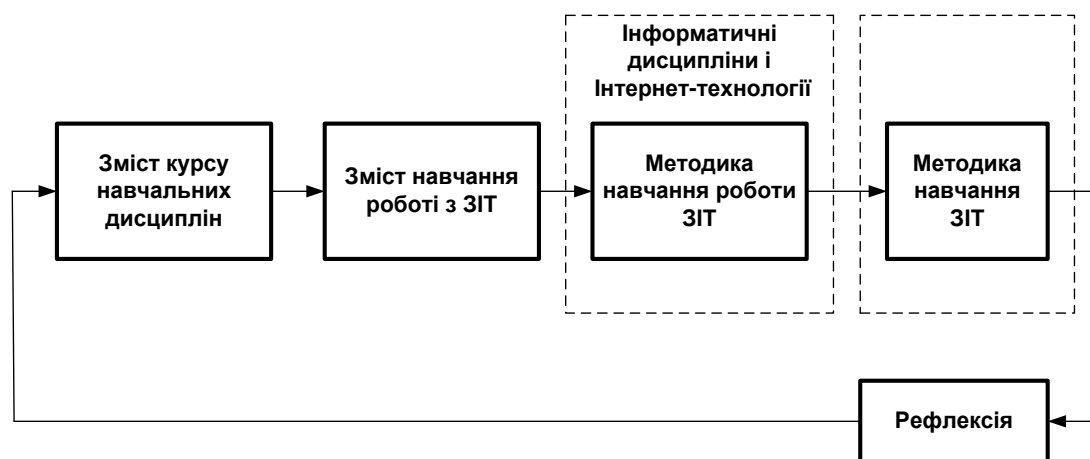 Інформатичні
дисципліни і
Інтернет-технології
Зміст курсу
навчальних
дисциплін
Зміст навчання
роботі з ЗІТ
Методика
навчання роботи
ЗІТ
Методика
навчання
ЗІТ
Рефлексія